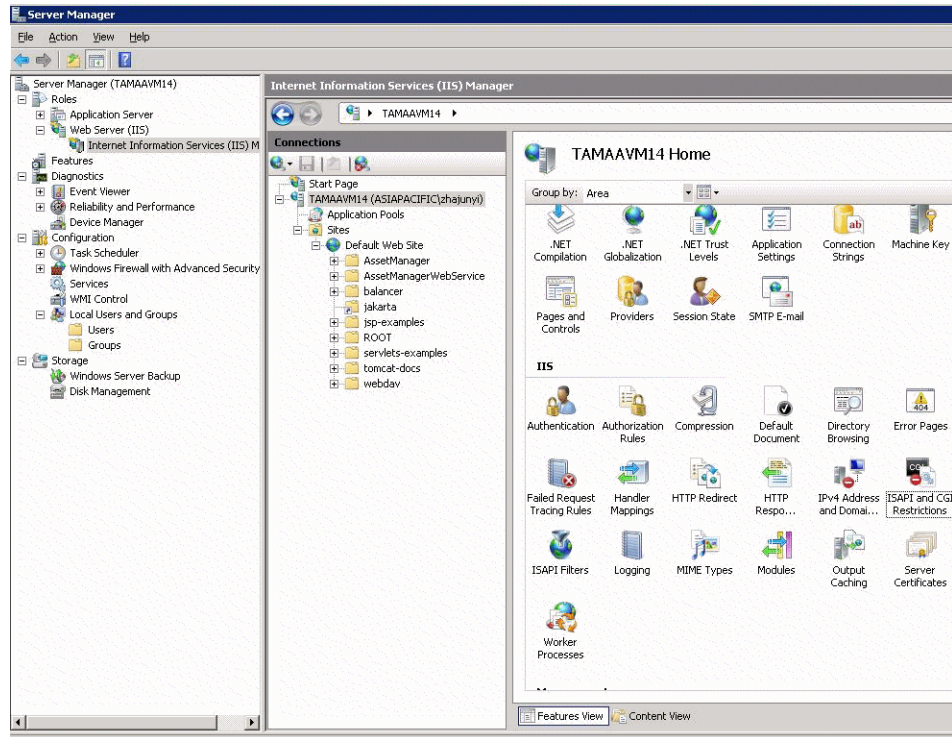 Server Manager
File Action View Help
Server Manager (TAMAAVM14)
Roles
Application Server
Web Server (IIS)
Internet Information Services (IIS) M
Features
Diagnostics
Event Viewer
Reliability and Performance
Device Manager
Configuration
Task Scheduler
Windows Firewall with Advanced Security
Services
WMI Control
Local Users and Groups
Users
Groups
Storage
Windows Server Backup
Disk Management
Internet Information Services (IIS) Manager
TAMAAVM14
Connections
Start Page
TAMAAVM14 (ASIAPACIFIC\zhajunyi)
Application Pools
Sites
Default Web Site
AssetManager
AssetManagerWebService
balancer
jakarta
jsp-examples
ROOT
servlets-examples
tomcat-docs
webdav
TAMAAVM14 Home
Group by: Area
.NET Compilation
.NET Globalization
.NET Trust Levels
Application Settings
Connection Strings
Machine Key
Pages and Controls
Providers
Session State
SMTP E-mail
IIS
Authentication
Authorization Rules
Compression
Default Document
Directory Browsing
Error Pages
Failed Request Tracing Rules
Handler Mappings
HTTP Redirect
HTTP Respo...
IPv4 Address and Domai...
ISAPI and CGI Restrictions
ISAPI Filters
Logging
MIME Types
Modules
Output Caching
Server Certificates
Worker Processes
Features View
Content View